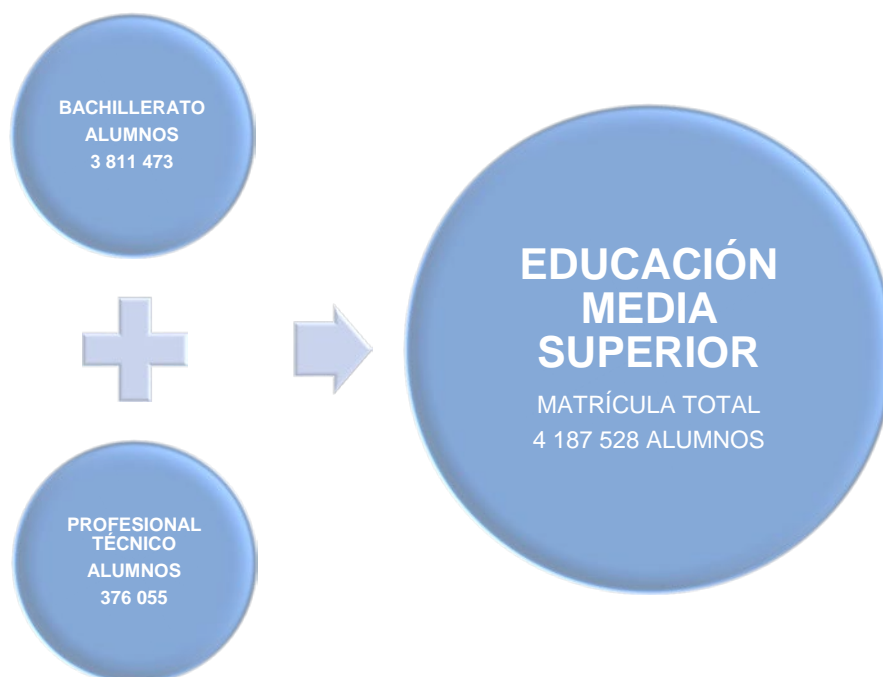 BACHILLERATO
ALUMNOS
3 811 473
PROFESIONAL
TÉCNICO
ALUMNOS
376 055
EDUCACIÓN
MEDIA
SUPERIOR
MATRÍCULA TOTAL
4 187 528 ALUMNOS